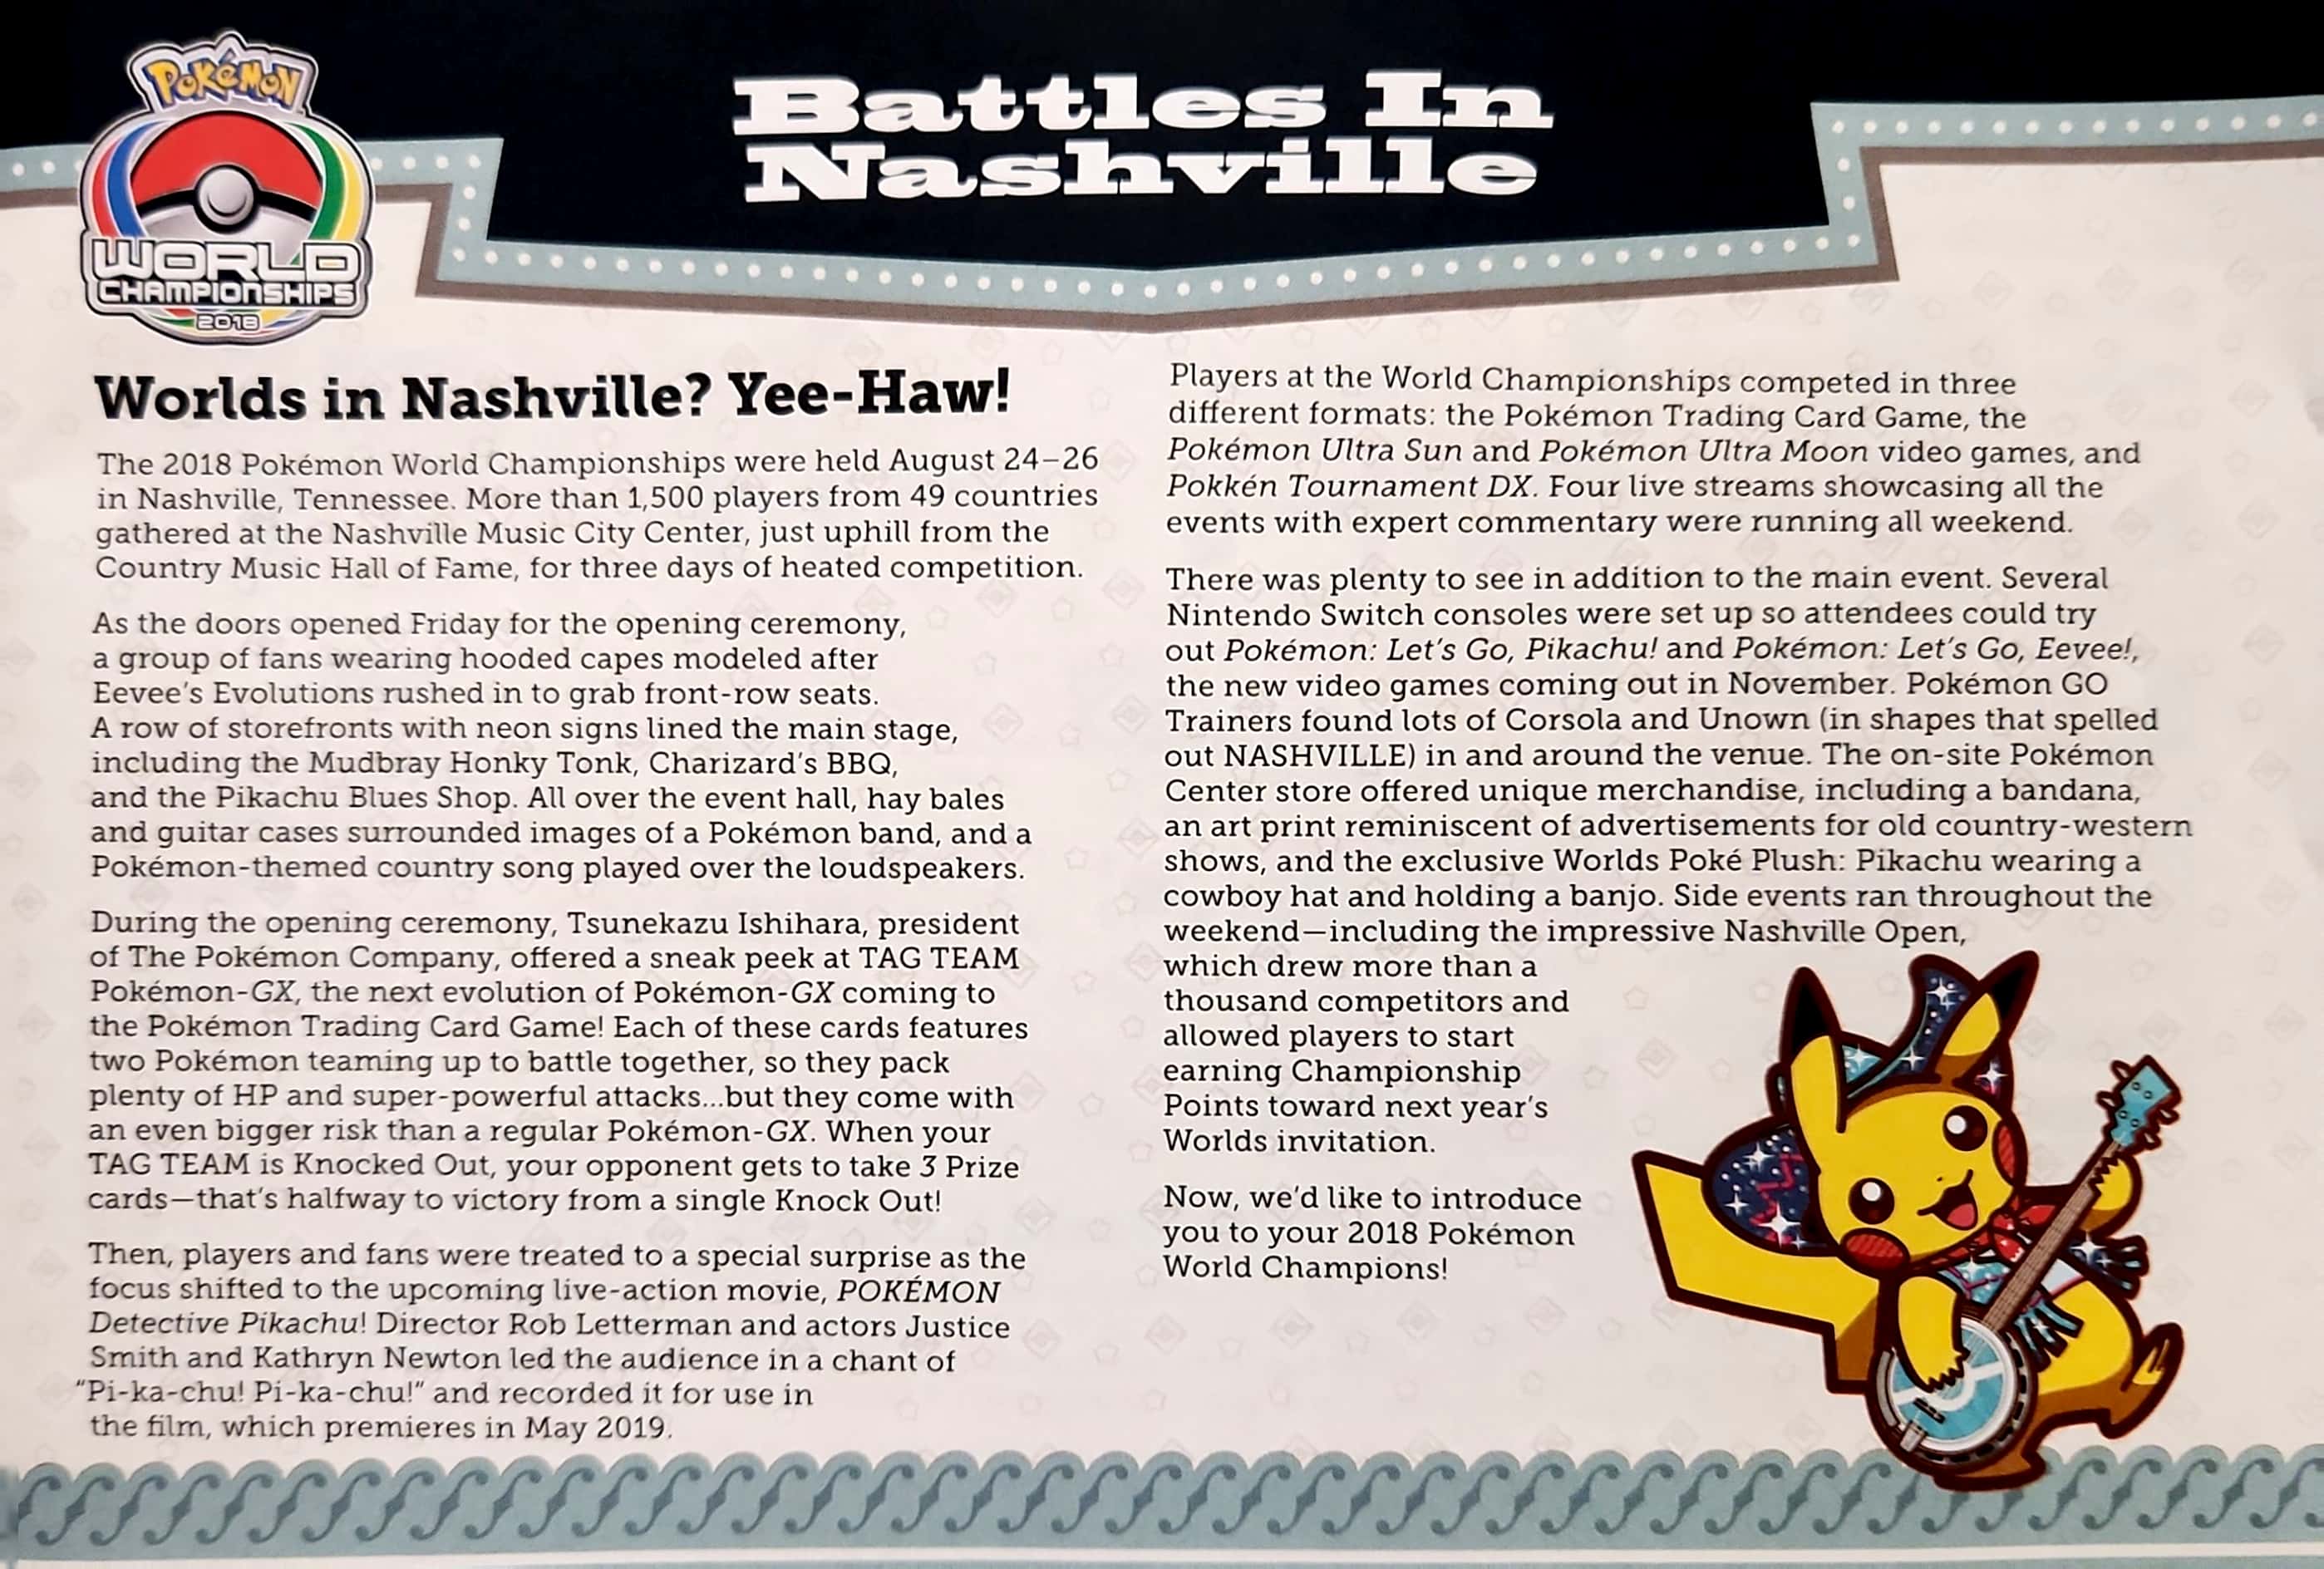 POKéMON
WORLD
CHAMPIONSHIPS
2018
Battles In
Nashville
Worlds in Nashville? Yee-Haw!
The 2018 Pokémon World Championships were held August 24–26
in Nashville, Tennessee. More than 1,500 players from 49 countries
gathered at the Nashville Music City Center, just uphill from the
Country Music Hall of Fame, for three days of heated competition.
As the doors opened Friday for the opening ceremony,
a group of fans wearing hooded capes modeled after
Eevee's Evolutions rushed in to grab front-row seats.
A row of storefronts with neon signs lined the main stage,
including the Mudbray Honky Tonk, Charizard's BBQ,
and the Pikachu Blues Shop. All over the event hall, hay bales
and guitar cases surrounded images of a Pokémon band, and a
Pokémon-themed country song played over the loudspeakers.
During the opening ceremony, Tsunekazu Ishihara, president
of The Pokémon Company, offered a sneak peek at TAG TEAM
Pokémon-GX, the next evolution of Pokémon-GX coming to
the Pokémon Trading Card Game! Each of these cards features
two Pokémon teaming up to battle together, so they pack
plenty of HP and super-powerful attacks...but they come with
an even bigger risk than a regular Pokémon-GX. When your
TAG TEAM is Knocked Out, your opponent gets to take 3 Prize
cards—that's halfway to victory from a single Knock Out!
Then, players and fans were treated to a special surprise as the
focus shifted to the upcoming live-action movie, POKÉMON
Detective Pikachu! Director Rob Letterman and actors Justice
Smith and Kathryn Newton led the audience in a chant of
"Pi-ka-chu! Pi-ka-chu!" and recorded it for use in
the film, which premieres in May 2019.
Players at the World Championships competed in three
different formats: the Pokémon Trading Card Game, the
Pokémon Ultra Sun and Pokémon Ultra Moon video games, and
Pokkén Tournament DX. Four live streams showcasing all the
events with expert commentary were running all weekend.
There was plenty to see in addition to the main event. Several
Nintendo Switch consoles were set up so attendees could try
out Pokémon: Let's Go, Pikachu! and Pokémon: Let's Go, Eevee!,
the new video games coming out in November. Pokémon GO
Trainers found lots of Corsola and Unown (in shapes that spelled
out NASHVILLE) in and around the venue. The on-site Pokémon
Center store offered unique merchandise, including a bandana,
an art print reminiscent of advertisements for old country-western
shows, and the exclusive Worlds Poké Plush: Pikachu wearing a
cowboy hat and holding a banjo. Side events ran throughout the
weekend—including the impressive Nashville Open,
which drew more than a
thousand competitors and
allowed players to start
earning Championship
Points toward next year's
Worlds invitation.
Now, we'd like to introduce
you to your 2018 Pokémon
World Champions!